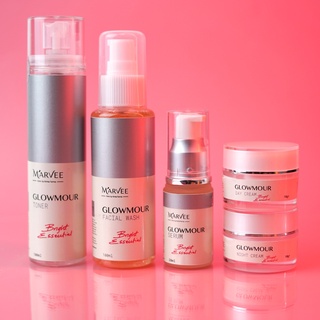 MARVEE
GLOWMOUR
TONER
Bright
Essential
MARVEE
GLOWMOUR
FACIAL WASH
Bright
Essential
MARVEE
GLOWMOUR
SERUM
Bright
Essential
GLOWMOUR
DAY CREAM
GLOWMOUR
NIGHT CREAM